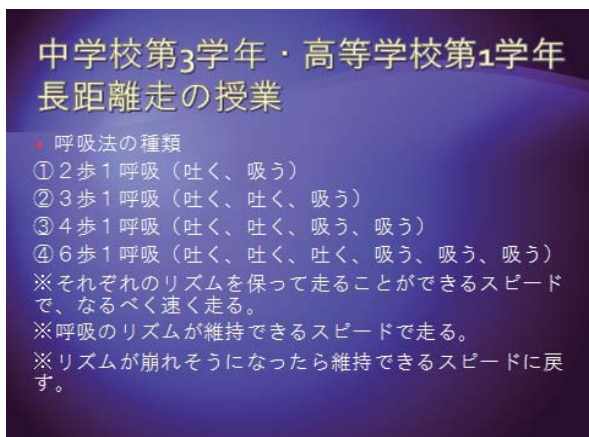 中学校第3学年・高等学校第1学年
長距離走の授業
• 呼吸法の種類
①２歩１呼吸（吐く、吸う）
②３歩１呼吸（吐く、吐く、吸う）
③４歩１呼吸（吐く、吐く、吸う、吸う）
④６歩１呼吸（吐く、吐く、吐く、吸う、吸う、吸う）
※それぞれのリズムを保って走ることができるスピード
で、なるべく速く走る。
※呼吸のリズムが維持できるスピードで走る。
※リズムが崩れそうになったら維持できるスピードに戻
す。